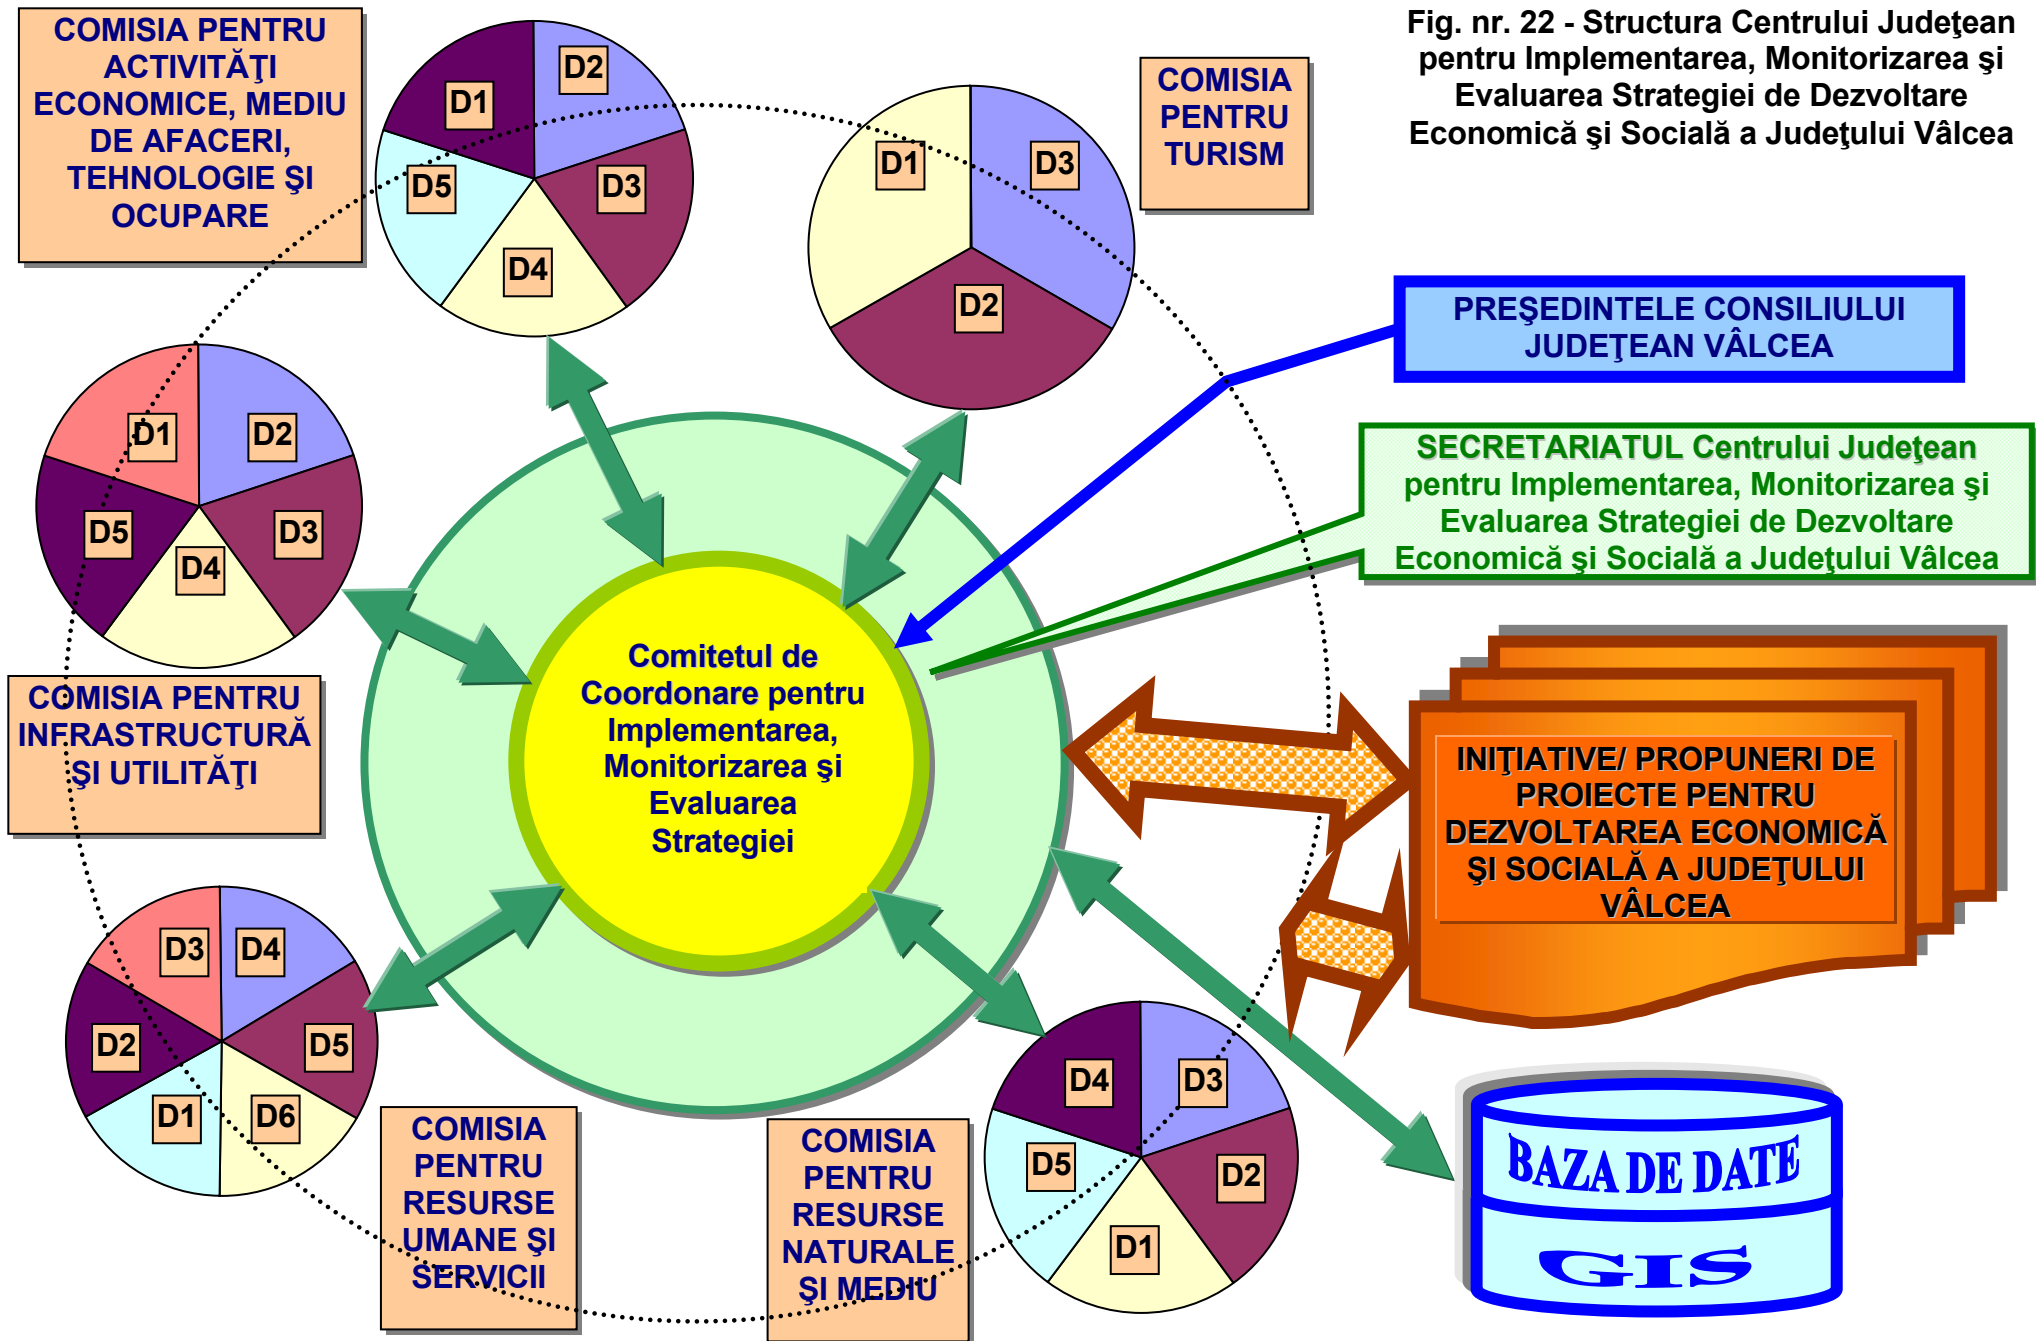 Fig. nr. 22 - Structura Centrului Judeţean
pentru Implementarea, Monitorizarea şi
Evaluarea Strategiei de Dezvoltare
Economică şi Socială a Judeţului Vâlcea
COMISIA PENTRU
ACTIVITĂŢI
ECONOMICE, MEDIU
DE AFACERI,
TEHNOLOGIE ŞI
OCUPARE
D1
D2
D3
D4
D5
COMISIA
PENTRU
TURISM
D1
D3
D2
PREŞEDINTELE CONSILIULUI
JUDEŢEAN VÂLCEA
SECRETARIATUL Centrului Judeţean
pentru Implementarea, Monitorizarea şi
Evaluarea Strategiei de Dezvoltare
Economică şi Socială a Judeţului Vâlcea
D1
D2
D3
D4
D5
COMISIA PENTRU
INFRASTRUCTURĂ
ŞI UTILITĂŢI
Comitetul de
Coordonare pentru
Implementarea,
Monitorizarea şi
Evaluarea
Strategiei
INIŢIATIVE/ PROPUNERI DE
PROIECTE PENTRU
DEZVOLTAREA ECONOMICĂ
ŞI SOCIALĂ A JUDEŢULUI
VÂLCEA
D3
D4
D2
D5
D1
D6
COMISIA
PENTRU
RESURSE
UMANE ŞI
SERVICII
COMISIA
PENTRU
RESURSE
NATURALE
ŞI MEDIU
D4
D3
D5
D2
D1
BAZA DE DATE
GIS